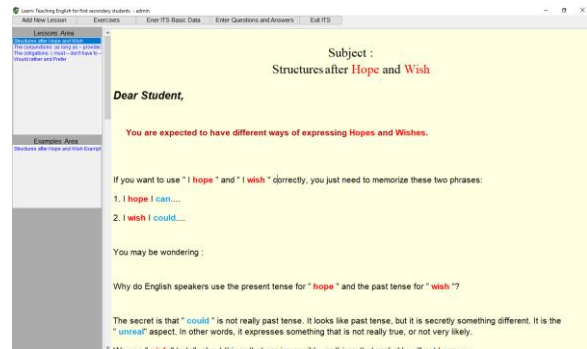 Learn Teaching English for first secondary students - admin
Add New Lesson Exercises Ener ITS Basic Data Enter Questions and Answers Exit ITS
Lessons Area
Structures after Hope and Wish
The conjunctions as long as – provided
The obligations ( must – don't have to –
Would rather and Prefer
Examples Area
Structures after Hope and Wish Exampl
Subject :
Structures after Hope and Wish
Dear Student,
You are expected to have different ways of expressing Hopes and Wishes.
If you want to use " I hope " and " I wish " correctly, you just need to memorize these two phrases:
1. I hope I can....
2. I wish I could....
You may be wondering :
Why do English speakers use the present tense for " hope " and the past tense for " wish "?
The secret is that " could " is not really past tense. It looks like past tense, but it is secretly something different. It is the
" unreal" aspect. In other words, it expresses something that is not really true, or not very likely.